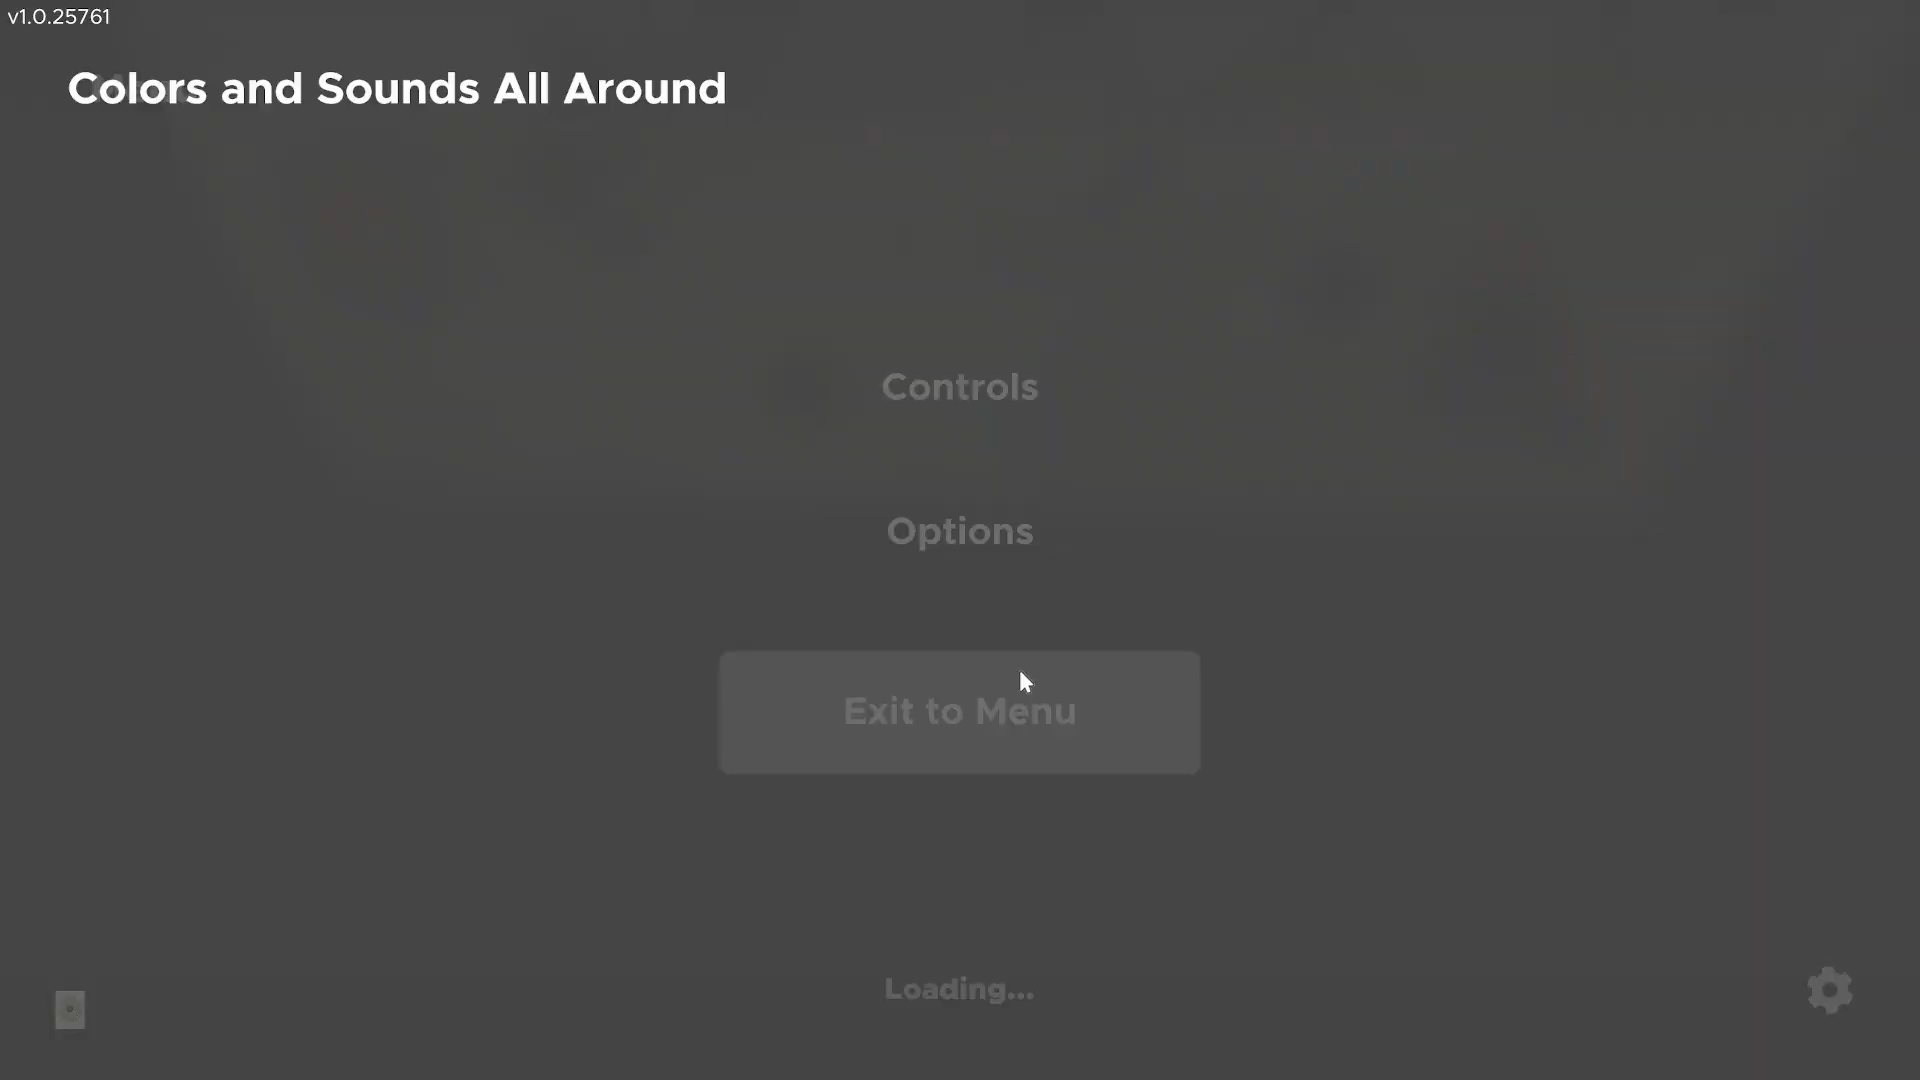 v1.0.25761
Colors and Sounds All Around
Controls
Options
Exit to Menu
Loading...